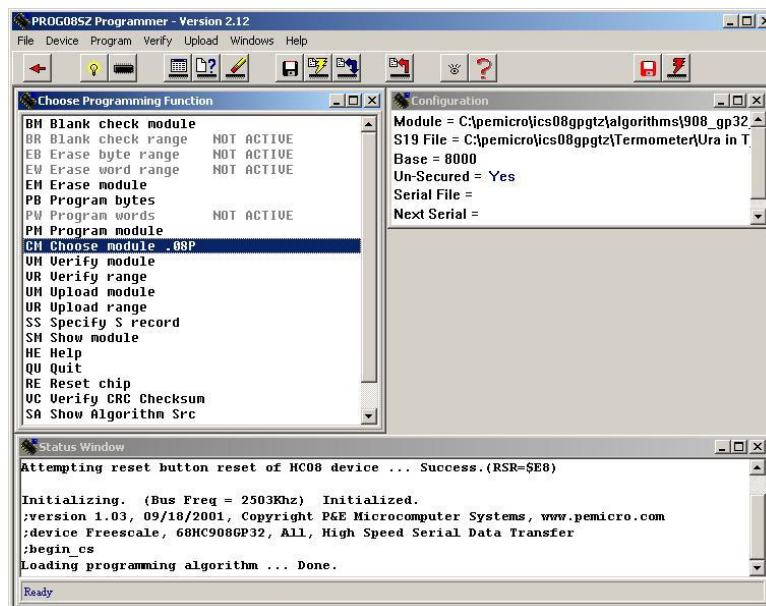 PROG08SZ Programmer - Version 2.12
File Device Program Verify Upload Windows Help
Choose Programming Function
BM Blank check module
BR Blank check range NOT ACTIVE
EB Erase byte range NOT ACTIVE
EW Erase word range NOT ACTIVE
EM Erase module
PB Program bytes
PW Program words NOT ACTIVE
PM Program module
CM Choose module .08P
VM Verify module
VR Verify range
UM Upload module
UR Upload range
SS Specify S record
SM Show module
HE Help
QU Quit
RE Reset chip
VC Verify CRC Checksum
SA Show Algorithm Src
Configuration
Module = C:\pemicro\ics08gpgtz\algorithms\908_gp32_
S19 File = C:\pemicro\ics08gpgtz\Termometer\Ura in T
Base = 8000
Un-Secured = Yes
Serial File =
Next Serial =
Status Window
Attempting reset button reset of HC08 device ... Success.(RSR=$E8)
Initializing. (Bus Freq = 2503Khz) Initialized.
;version 1.03, 09/18/2001, Copyright P&E Microcomputer Systems, www.pemicro.com
;device Freescale, 68HC908GP32, All, High Speed Serial Data Transfer
;begin_cs
Loading programming algorithm ... Done.
Ready